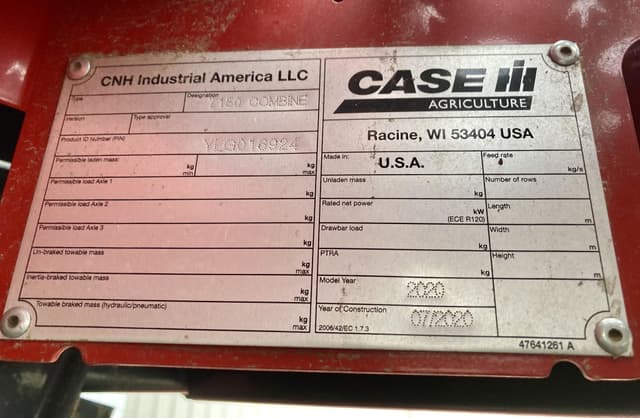 CNH Industrial America LLC
Type
Designation
7150 COMBINE
Version
Type approval
Product ID Number (PIN)
YLG016924
Permissible laden mass:
kg
min
kg
max
Permissible load Axle 1
kg
Permissible load Axle 2
kg
Permissible load Axle 3
kg
Un-braked towable mass
kg
max
Inertia-braked towable mass
kg
max
Towable braked mass (hydraulic/pneumatic)
kg
max
CASE IH
AGRICULTURE
Racine, WI 53404 USA
Made in:
U.S.A.
Feed rate
kg/s
Unladen mass
kg
Number of rows
Rated net power
kW
(ECE R120)
Length
m
Drawbar load
kg
Width
m
PTRA
kg
Height
m
Model Year
2020
Year of Construction
07/2020
2006/42/EC 1.7.3
47641261 A